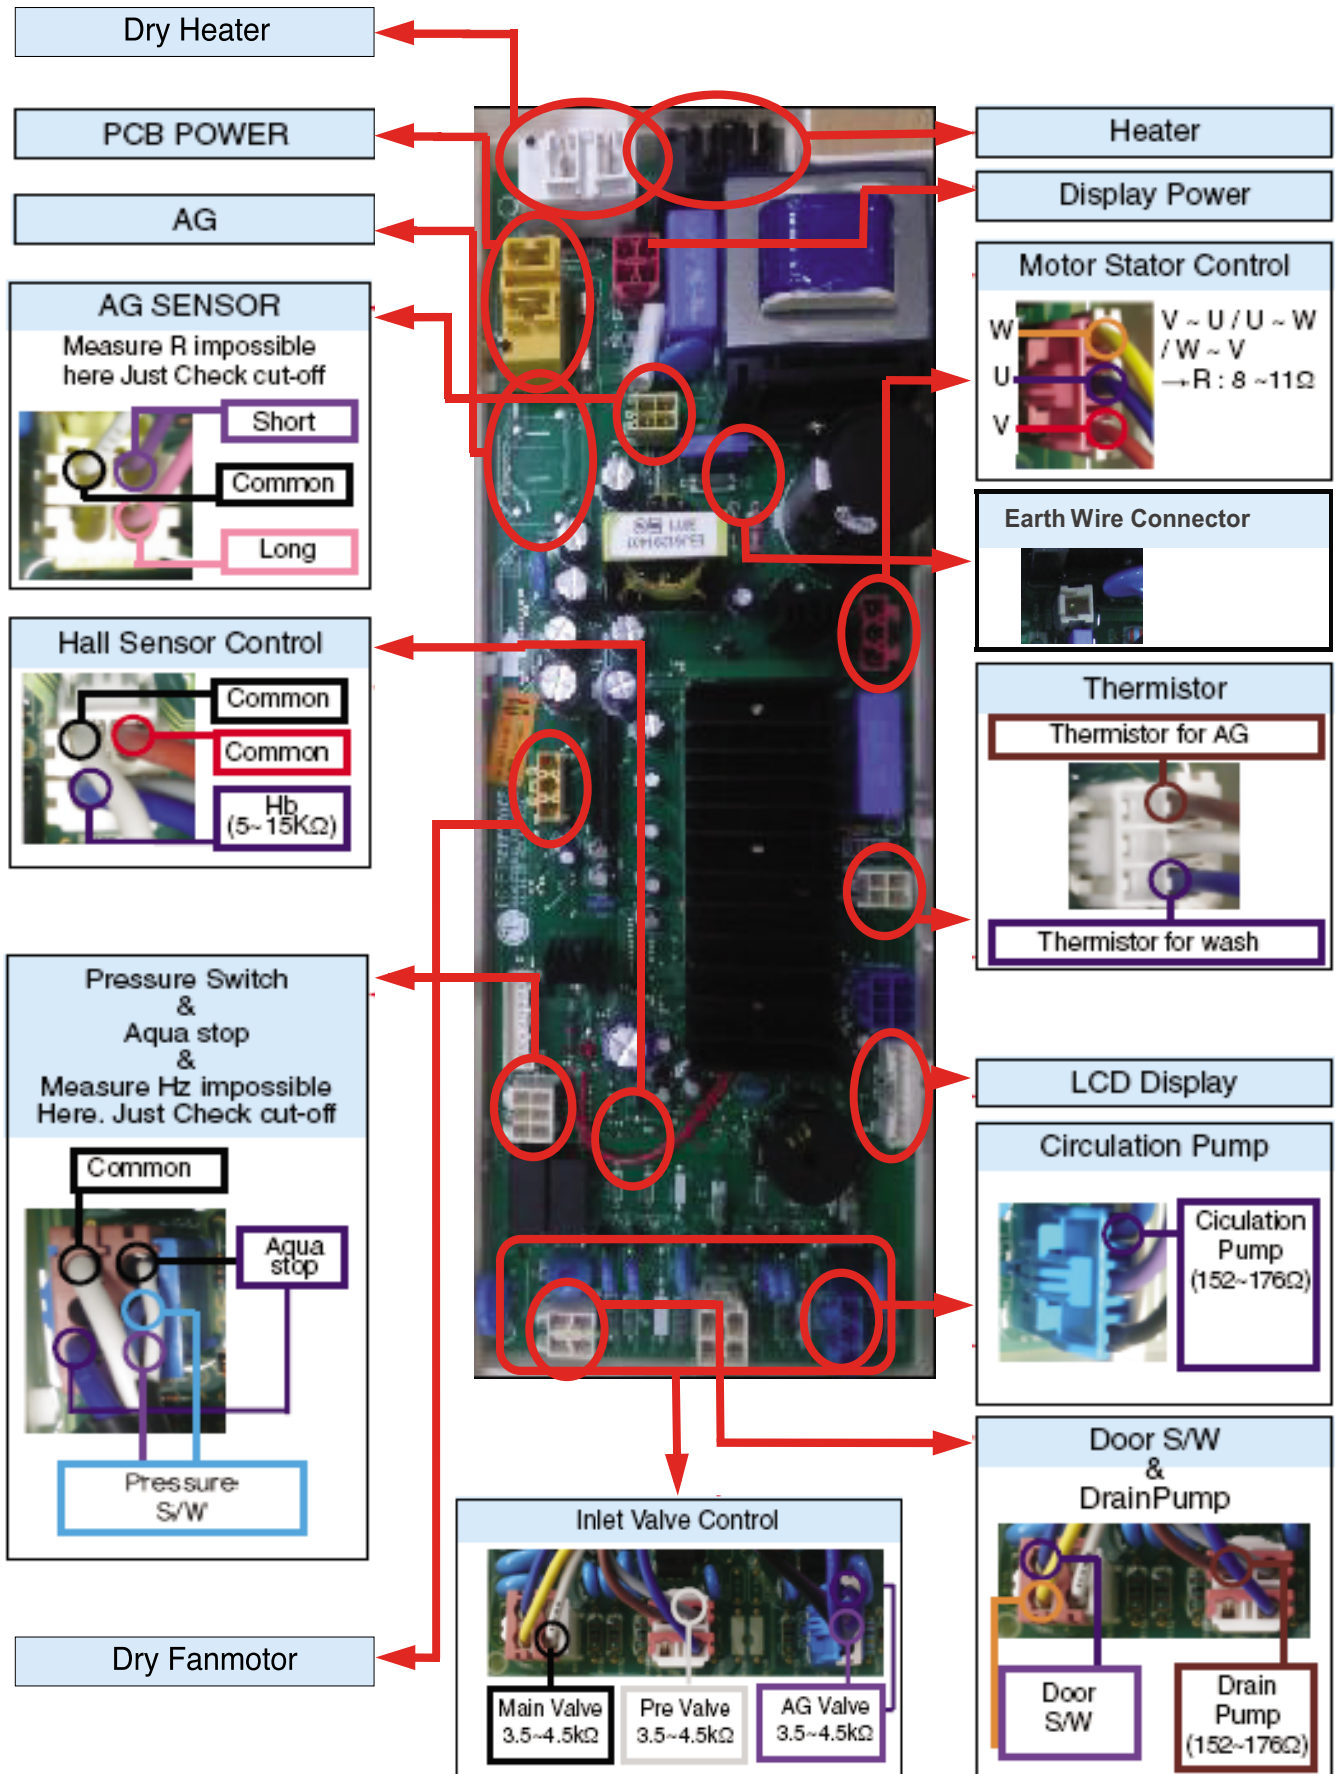 Dry Heater
PCB POWER
AG
AG SENSOR
Measure R impossible
here Just Check cut-off
Short
Common
Long
Hall Sensor Control
Common
Common
Hb
(5~ 15KΩ)
Pressure Switch
&
Aqua stop
&
Measure Hz impossible
Here. Just Check cut-off
Common
Aqua
stop
Pressure
S/W
Dry Fanmotor
Heater
Display Power
Motor Stator Control
W
U
V
V ~ U / U ~ W
/ W ~ V
→ R : 8 ~11Ω
Earth Wire Connector
Thermistor
Thermistor for AG
Thermistor for wash
LCD Display
Circulation Pump
Ciculation
Pump
(152~176Ω)
Door S/W
&
DrainPump
Door
S/W
Drain
Pump
(152~176Ω)
Inlet Valve Control
Main Valve
3.5~4.5kΩ
Pre Valve
3.5~4.5kΩ
AG Valve
3.5~4.5kΩ